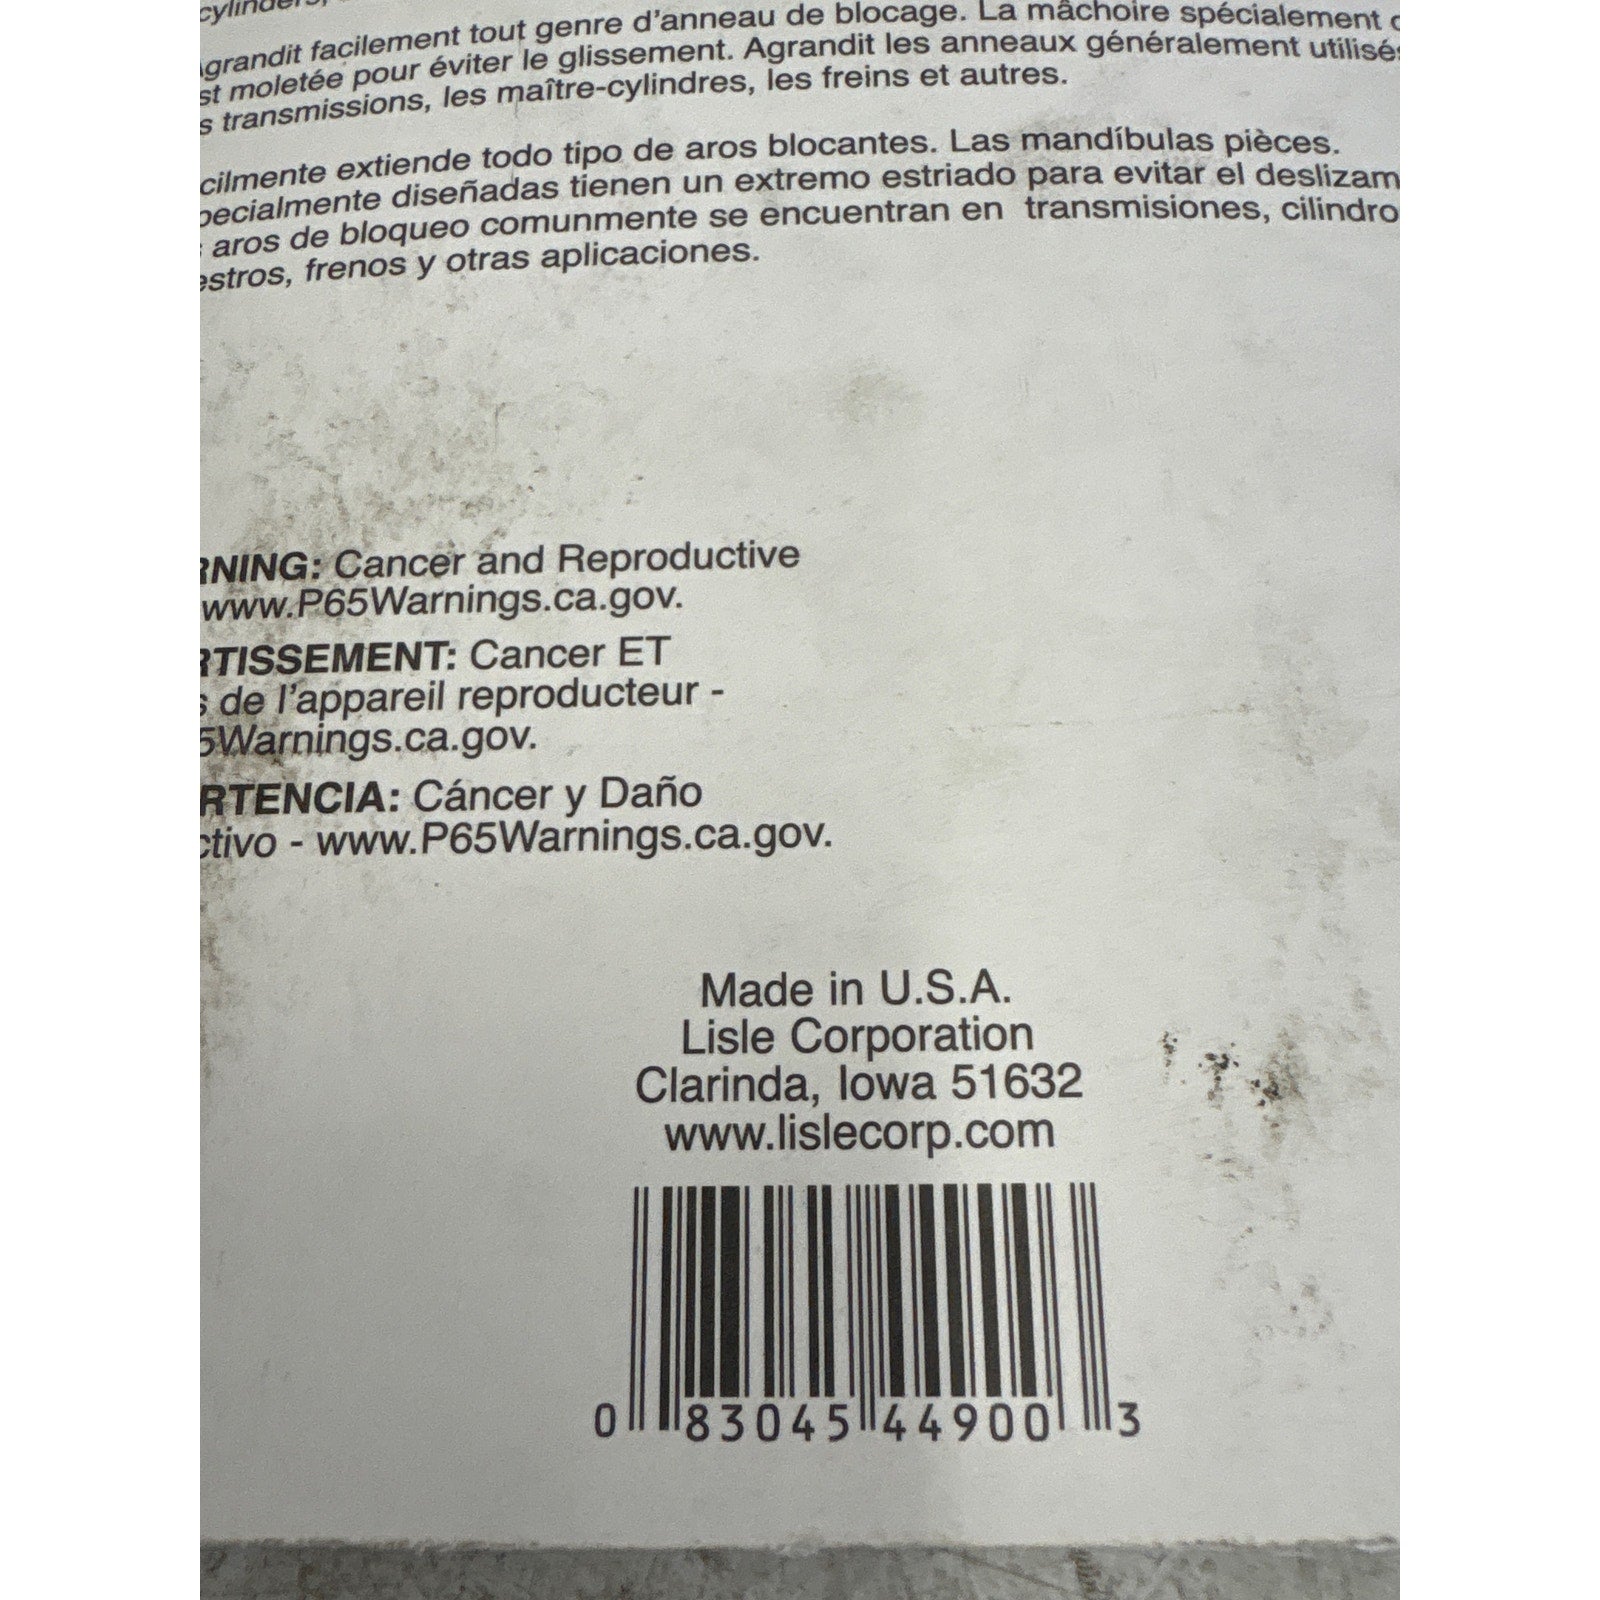 cylinders,
grandit facilement tout genre d'anneau de blocage. La mâchoire spécialement
st moletée pour éviter le glissement. Agrandit les anneaux généralement utilisés
s transmissions, les maître-cylindres, les freins et autres.
cilmente extiende todo tipo de aros blocantes. Las mandíbulas pièces.
pecialmente diseñadas tienen un extremo estriado para evitar el deslizam
aros de bloqueo comunmente se encuentran en transmisiones, cilindro
estros, frenos y otras aplicaciones.
RNING: Cancer and Reproductive
www.P65Warnings.ca.gov.
RTISSEMENT: Cancer ET
s de l'appareil reproducteur -
5Warnings.ca.gov.
RTENCIA: Cáncer y Daño
ctivo - www.P65Warnings.ca.gov.
Made in U.S.A.
Lisle Corporation
Clarinda, Iowa 51632
www.lislecorp.com
0 83045 44900 3